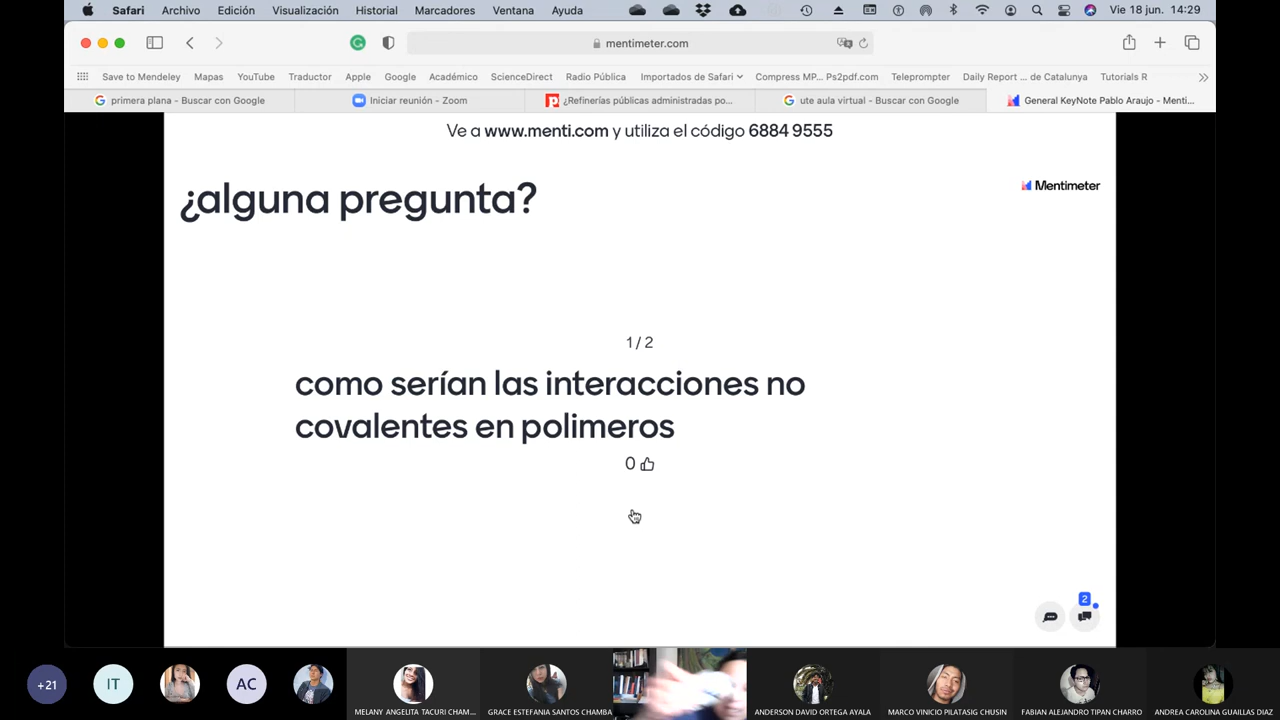 Safari Archivo Edición Visualización Historial Marcadores Ventana Ayuda Vie 18 jun. 14:29
mentimeter.com
Save to Mendeley Mapas YouTube Traductor Apple Google Académico ScienceDirect Radio Pública Importados de Safari Compress MP... Ps2pdf.com Teleprompter Daily Report ... de Catalunya Tutorials R
primera plana - Buscar con Google Iniciar reunión - Zoom ¿Refinerías públicas administradas po... ute aula virtual - Buscar con Google General KeyNote Pablo Araujo - Menti...
Ve a www.menti.com y utiliza el código 6884 9555
¿alguna pregunta?
Mentimeter
1 / 2
como serían las interacciones no
covalentes en polimeros
0
2
+21 IT AC
MELANY ANGELITA TACURI CHAM... GRACE ESTEFANIA SANTOS CHAMBA ANDERSON DAVID ORTEGA AYALA MARCO VINICIO PILATASIG CHUSIN FABIAN ALEJANDRO TIPAN CHARRO ANDREA CAROLINA GUAILLAS DIAZ